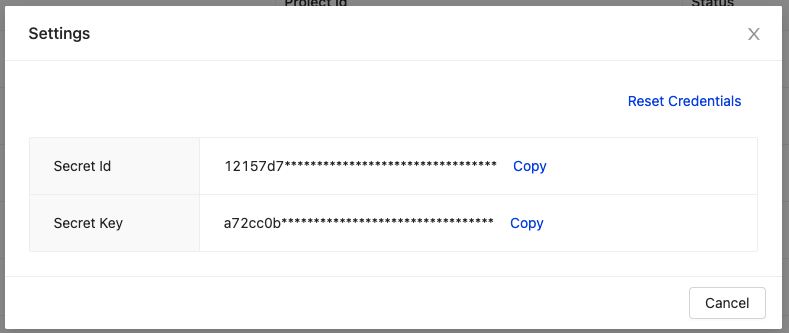 Project Id Status
Settings
Reset Credentials
Secret Id 12157d7********************************* Copy
Secret Key a72cc0b********************************* Copy
Cancel